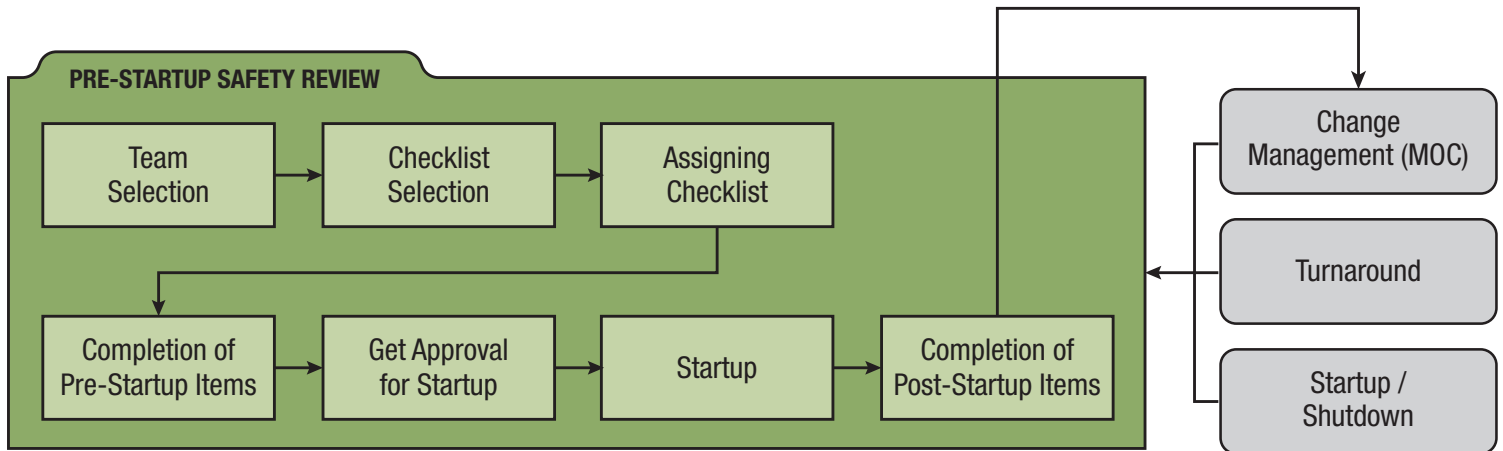 PRE-STARTUP SAFETY REVIEW
Team
Selection
Checklist
Selection
Assigning
Checklist
Completion of
Pre-Startup Items
Get Approval
for Startup
Startup
Completion of
Post-Startup Items
Change
Management (MOC)
Turnaround
Startup /
Shutdown